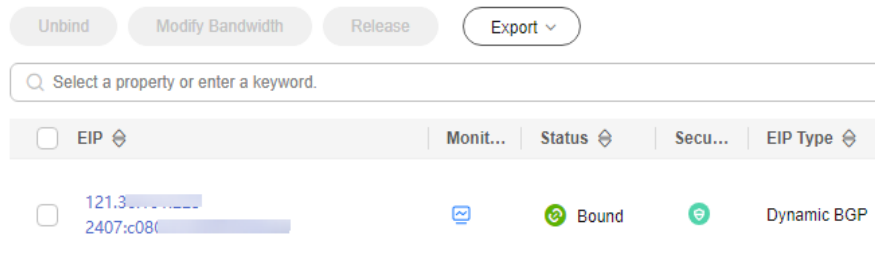 Unbind Modify Bandwidth Release Export
Select a property or enter a keyword.
EIP Monit... Status Secu... EIP Type
121.3
2407:c08
Bound Dynamic BGP